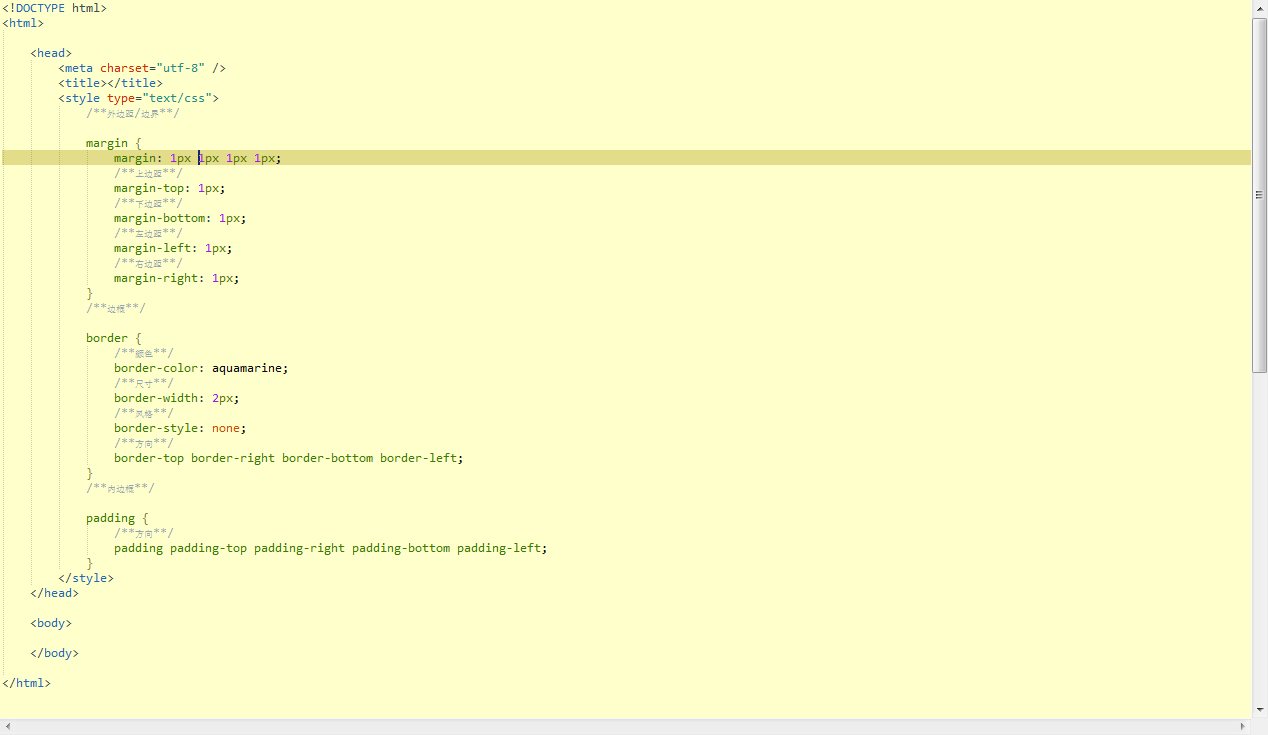 <!DOCTYPE html>
<html>
<head>
<meta charset="utf-8" />
<title></title>
<style type="text/css">
/**外边距/边界**/
margin {
margin: 1px 1px 1px 1px;
/**上边距**/
margin-top: 1px;
/**下边距**/
margin-bottom: 1px;
/**左边距**/
margin-left: 1px;
/**右边距**/
margin-right: 1px;
}
/**边框**/
border {
/**颜色**/
border-color: aquamarine;
/**尺寸**/
border-width: 2px;
/**风格**/
border-style: none;
/**方向**/
border-top border-right border-bottom border-left;
}
/**内边框**/
padding {
/**方向**/
padding padding-top padding-right padding-bottom padding-left;
}
</style>
</head>
<body>
</body>
</html>